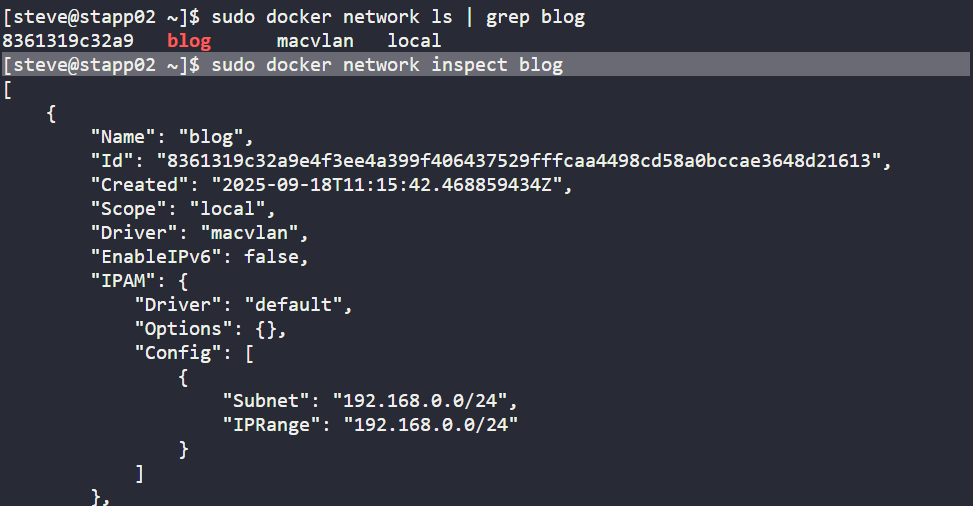 [steve@stapp02 ~]$ sudo docker network ls | grep blog
8361319c32a9   blog      macvlan   local
[steve@stapp02 ~]$ sudo docker network inspect blog
[
    {
        "Name": "blog",
        "Id": "8361319c32a9e4f3ee4a399f406437529fffcaa4498cd58a0bccae3648d21613",
        "Created": "2025-09-18T11:15:42.468859434Z",
        "Scope": "local",
        "Driver": "macvlan",
        "EnableIPv6": false,
        "IPAM": {
            "Driver": "default",
            "Options": {},
            "Config": [
                {
                    "Subnet": "192.168.0.0/24",
                    "IPRange": "192.168.0.0/24"
                }
            ]
        },